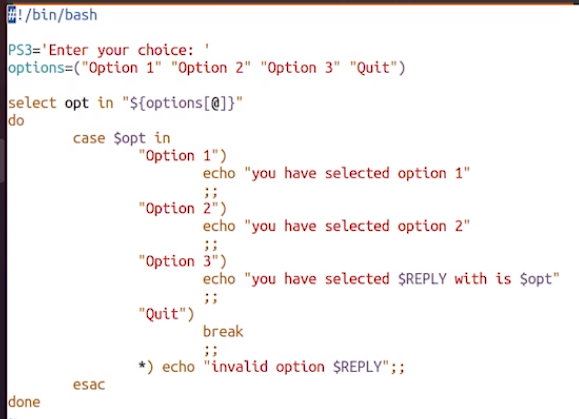 #!/bin/bash
PS3='Enter your choice: '
options=("Option 1" "Option 2" "Option 3" "Quit")
select opt in "${options[@]}"
do
case $opt in
"Option 1")
echo "you have selected option 1"
;;
"Option 2")
echo "you have selected option 2"
;;
"Option 3")
echo "you have selected $REPLY with is $opt"
;;
"Quit")
break
;;
*) echo "invalid option $REPLY";;
esac
done